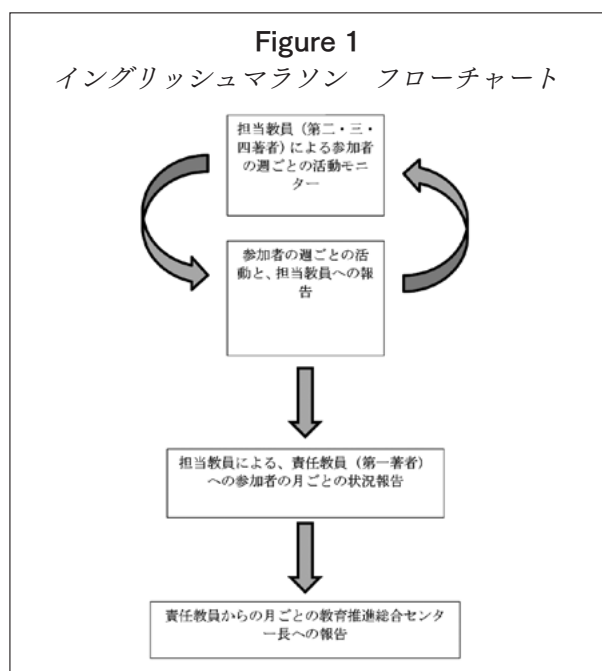 Figure 1
イングリッシュマラソン　フローチャート
担当教員（第二・三・
四著者）による参加者
の週ごとの活動モニ
ター
参加者の週ごとの活
動と、担当教員への報
告
担当教員による、責任教員（第一著者）
への参加者の月ごとの状況報告
責任教員からの月ごとの教育推進総合センタ
ー長への報告